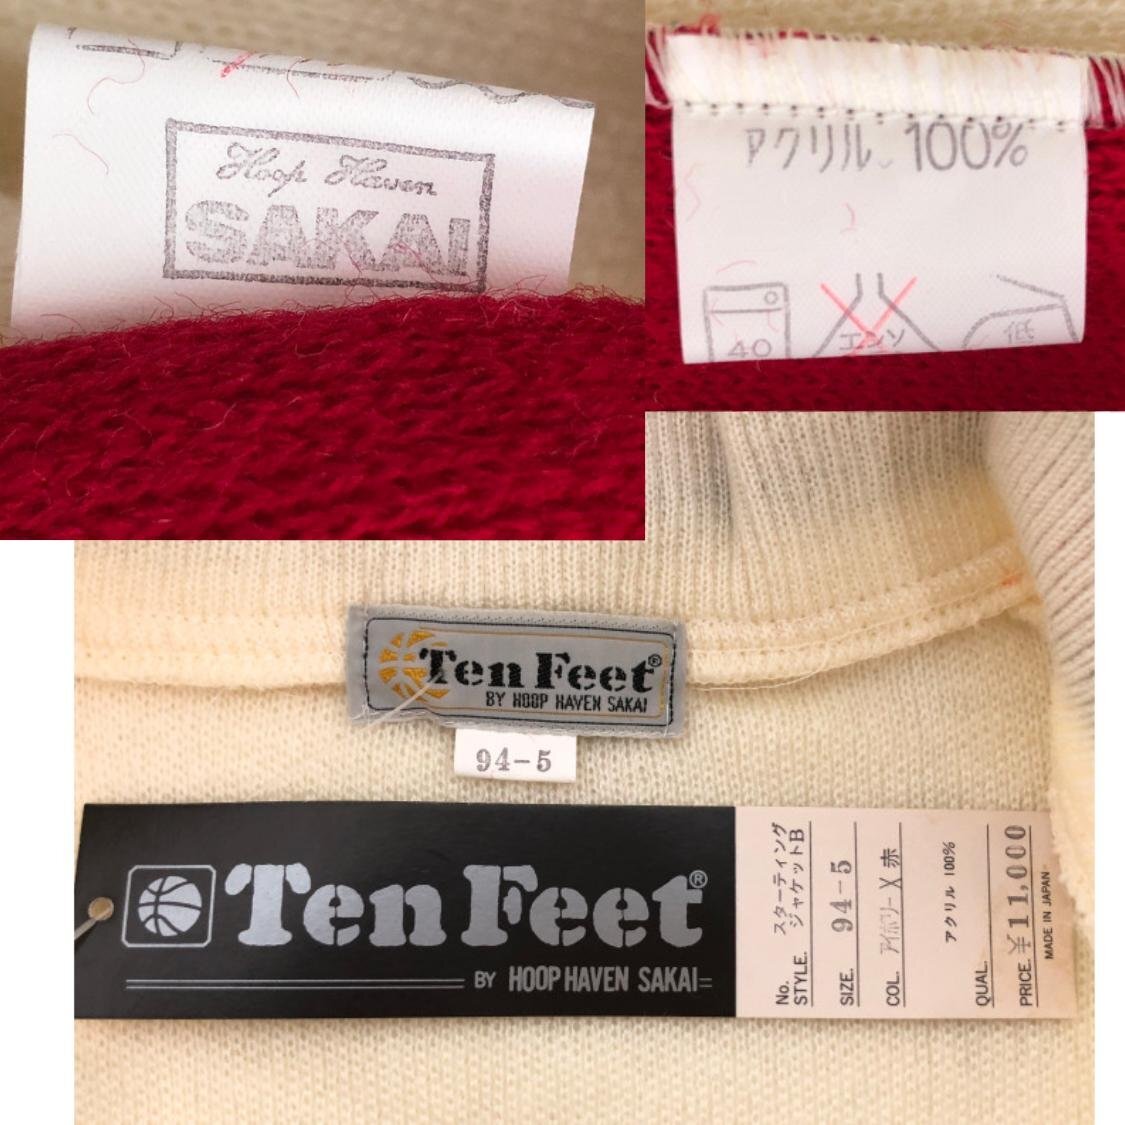 Hoop Haven
SAKAI
アクリル 100%
40
エンソ
低
Ten Feet®
BY HOOP HAVEN SAKAI
94-5
Ten Feet®
BY HOOP HAVEN SAKAI
No.
STYLE. スターティング
ジャケットB
SIZE. 94-5
COL. アイボリー X 赤
アクリル 100%
QUAL.
PRICE. ¥11,000
MADE IN JAPAN